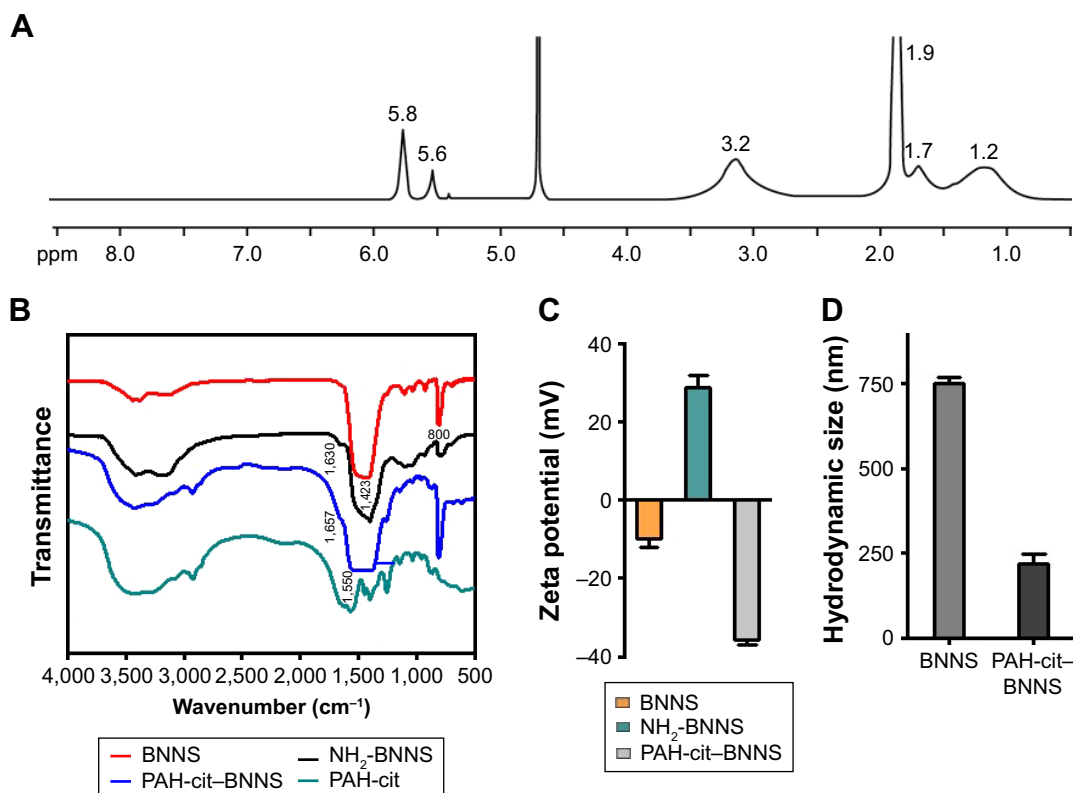 A
5.8
5.6
3.2
1.9
1.7
1.2
ppm 8.0 7.0 6.0 5.0 4.0 3.0 2.0 1.0
B
Transmittance
1,630
1,423
800
1,657
1,550
4,000 3,500 3,000 2,500 2,000 1,500 1,000 500
Wavenumber (cm⁻¹)
BNNS
NH₂-BNNS
PAH-cit–BNNS
PAH-cit
C
Zeta potential (mV)
40
20
0
–20
–40
BNNS
NH₂-BNNS
PAH-cit–BNNS
D
Hydrodynamic size (nm)
750
500
250
0
BNNS
PAH-cit–
BNNS